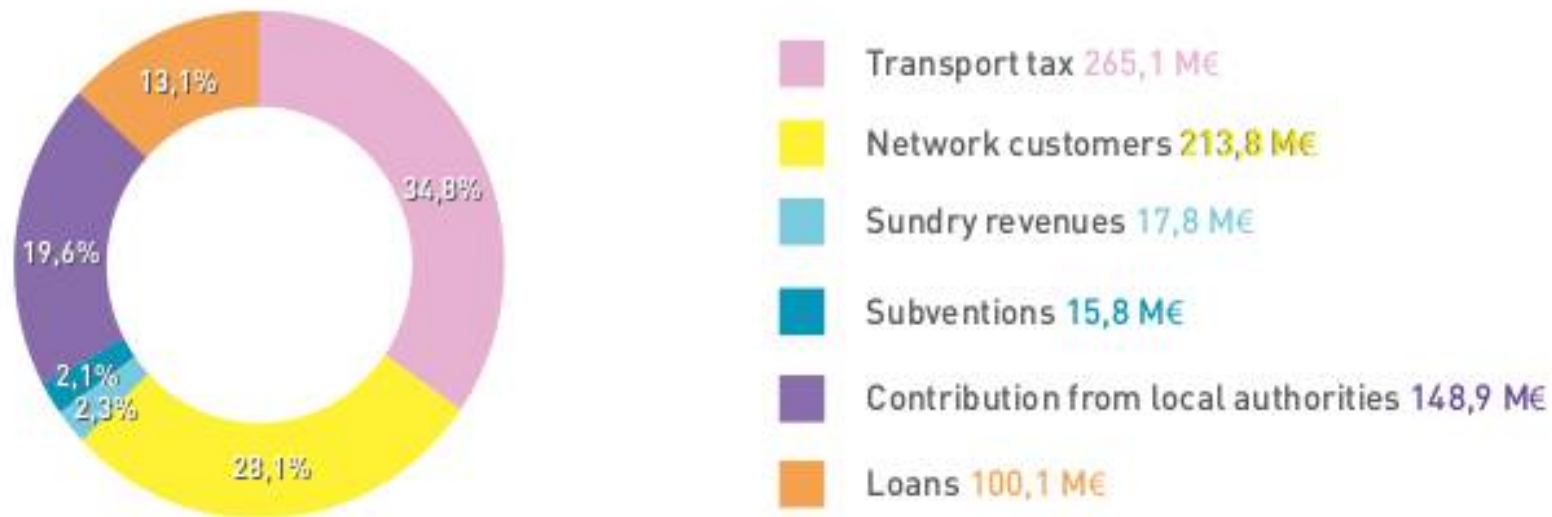 13,1%
34,8%
19,6%
2,1%
2,3%
28,1%
Transport tax 265,1 M€
Network customers 213,8 M€
Sundry revenues 17,8 M€
Subventions 15,8 M€
Contribution from local authorities 148,9 M€
Loans 100,1 M€